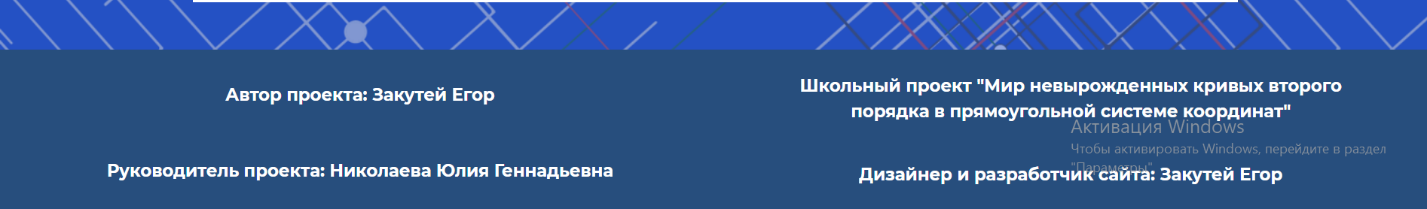 Автор проекта: Закутей Егор
Школьный проект "Мир невырожденных кривых второго
порядка в прямоугольной системе координат"
Активация Windows
Чтобы активировать Windows, перейдите в раздел
"Параметры".
Руководитель проекта: Николаева Юлия Геннадьевна
Дизайнер и разработчик сайта: Закутей Егор